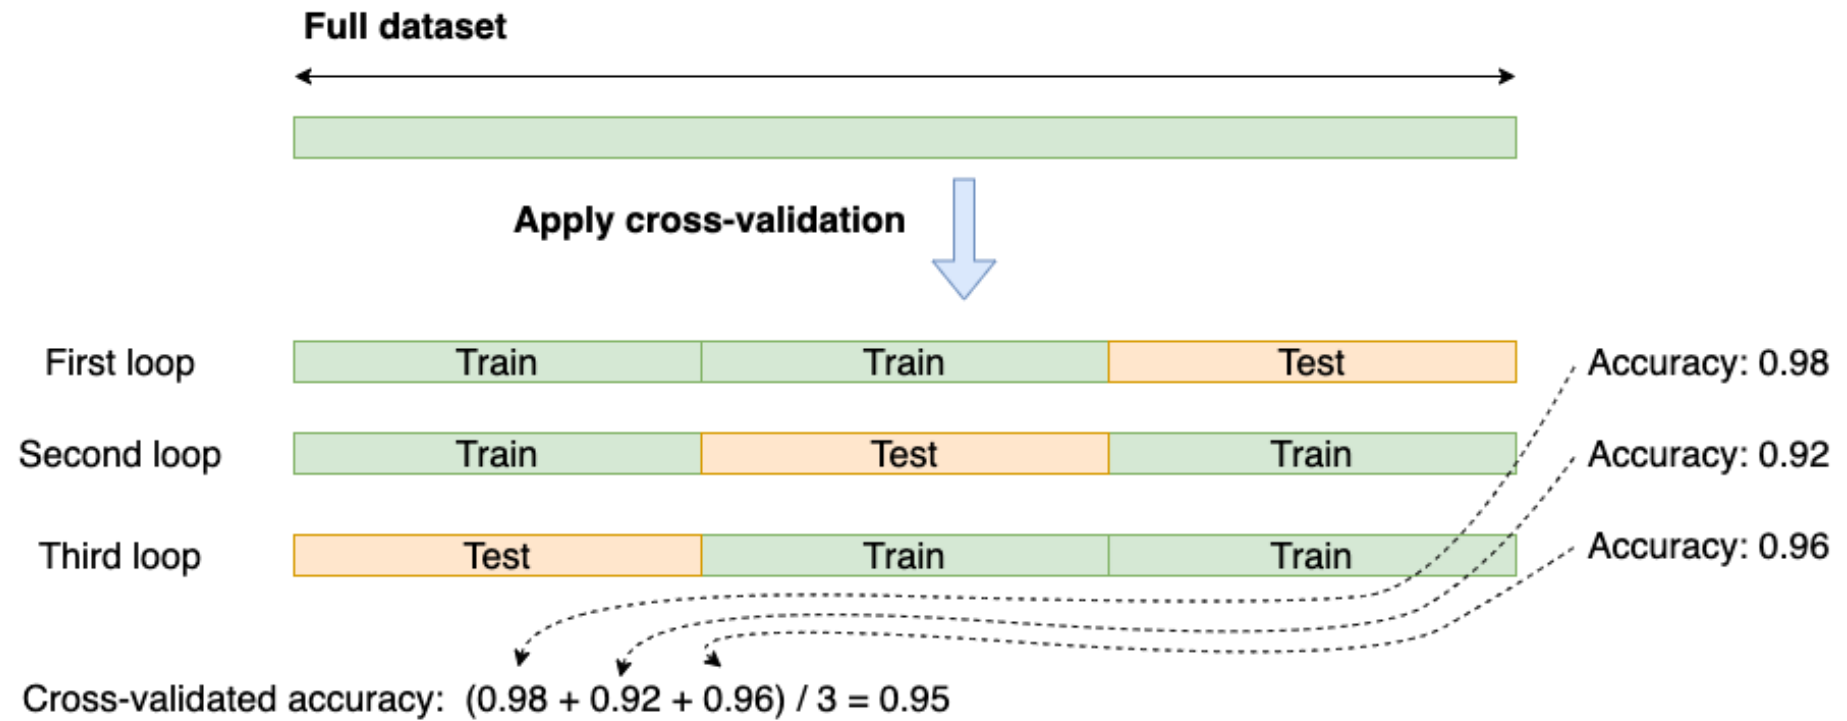 Full dataset
Apply cross-validation
First loop Train Train Test Accuracy: 0.98
Second loop Train Test Train Accuracy: 0.92
Third loop Test Train Train Accuracy: 0.96
Cross-validated accuracy: (0.98 + 0.92 + 0.96) / 3 = 0.95